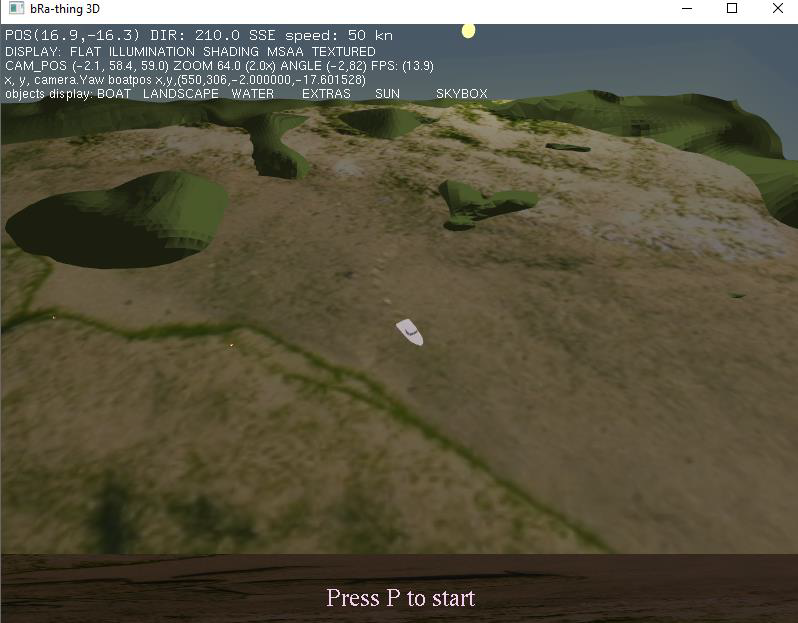 bRa-thing 3D
POS(16.9,-16.3) DIR: 210.0 SSE speed: 50 kn
DISPLAY: FLAT ILLUMINATION SHADING MSAA TEXTURED
CAM_POS (-2.1, 58.4, 59.0) ZOOM 64.0 (2.0x) ANGLE (-2,82) FPS: (13.9)
x, y, camera.Yaw boatpos x,y,(550,306,-2.000000,-17.601528)
objects display: BOAT LANDSCAPE WATER EXTRAS SUN SKYBOX
Press P to start